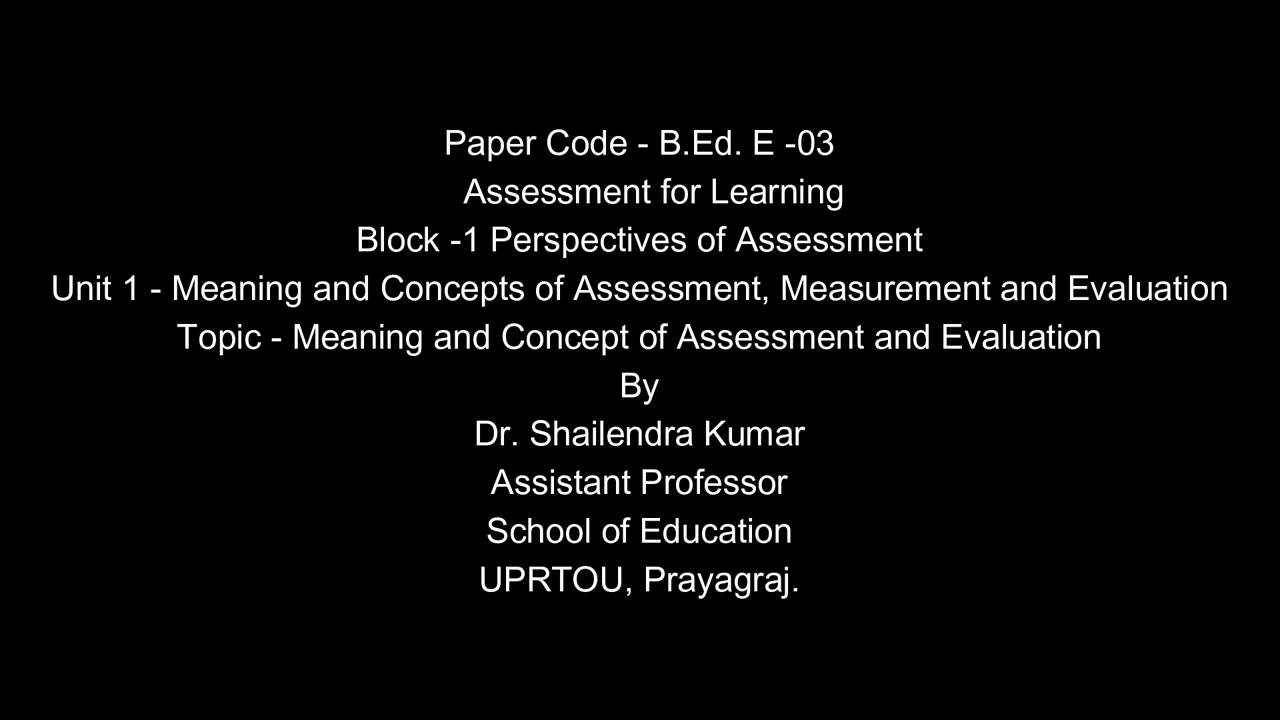 Paper Code - B.Ed. E -03
Assessment for Learning
Block -1 Perspectives of Assessment
Unit 1 - Meaning and Concepts of Assessment, Measurement and Evaluation
Topic - Meaning and Concept of Assessment and Evaluation
By
Dr. Shailendra Kumar
Assistant Professor
School of Education
UPRTOU, Prayagraj.